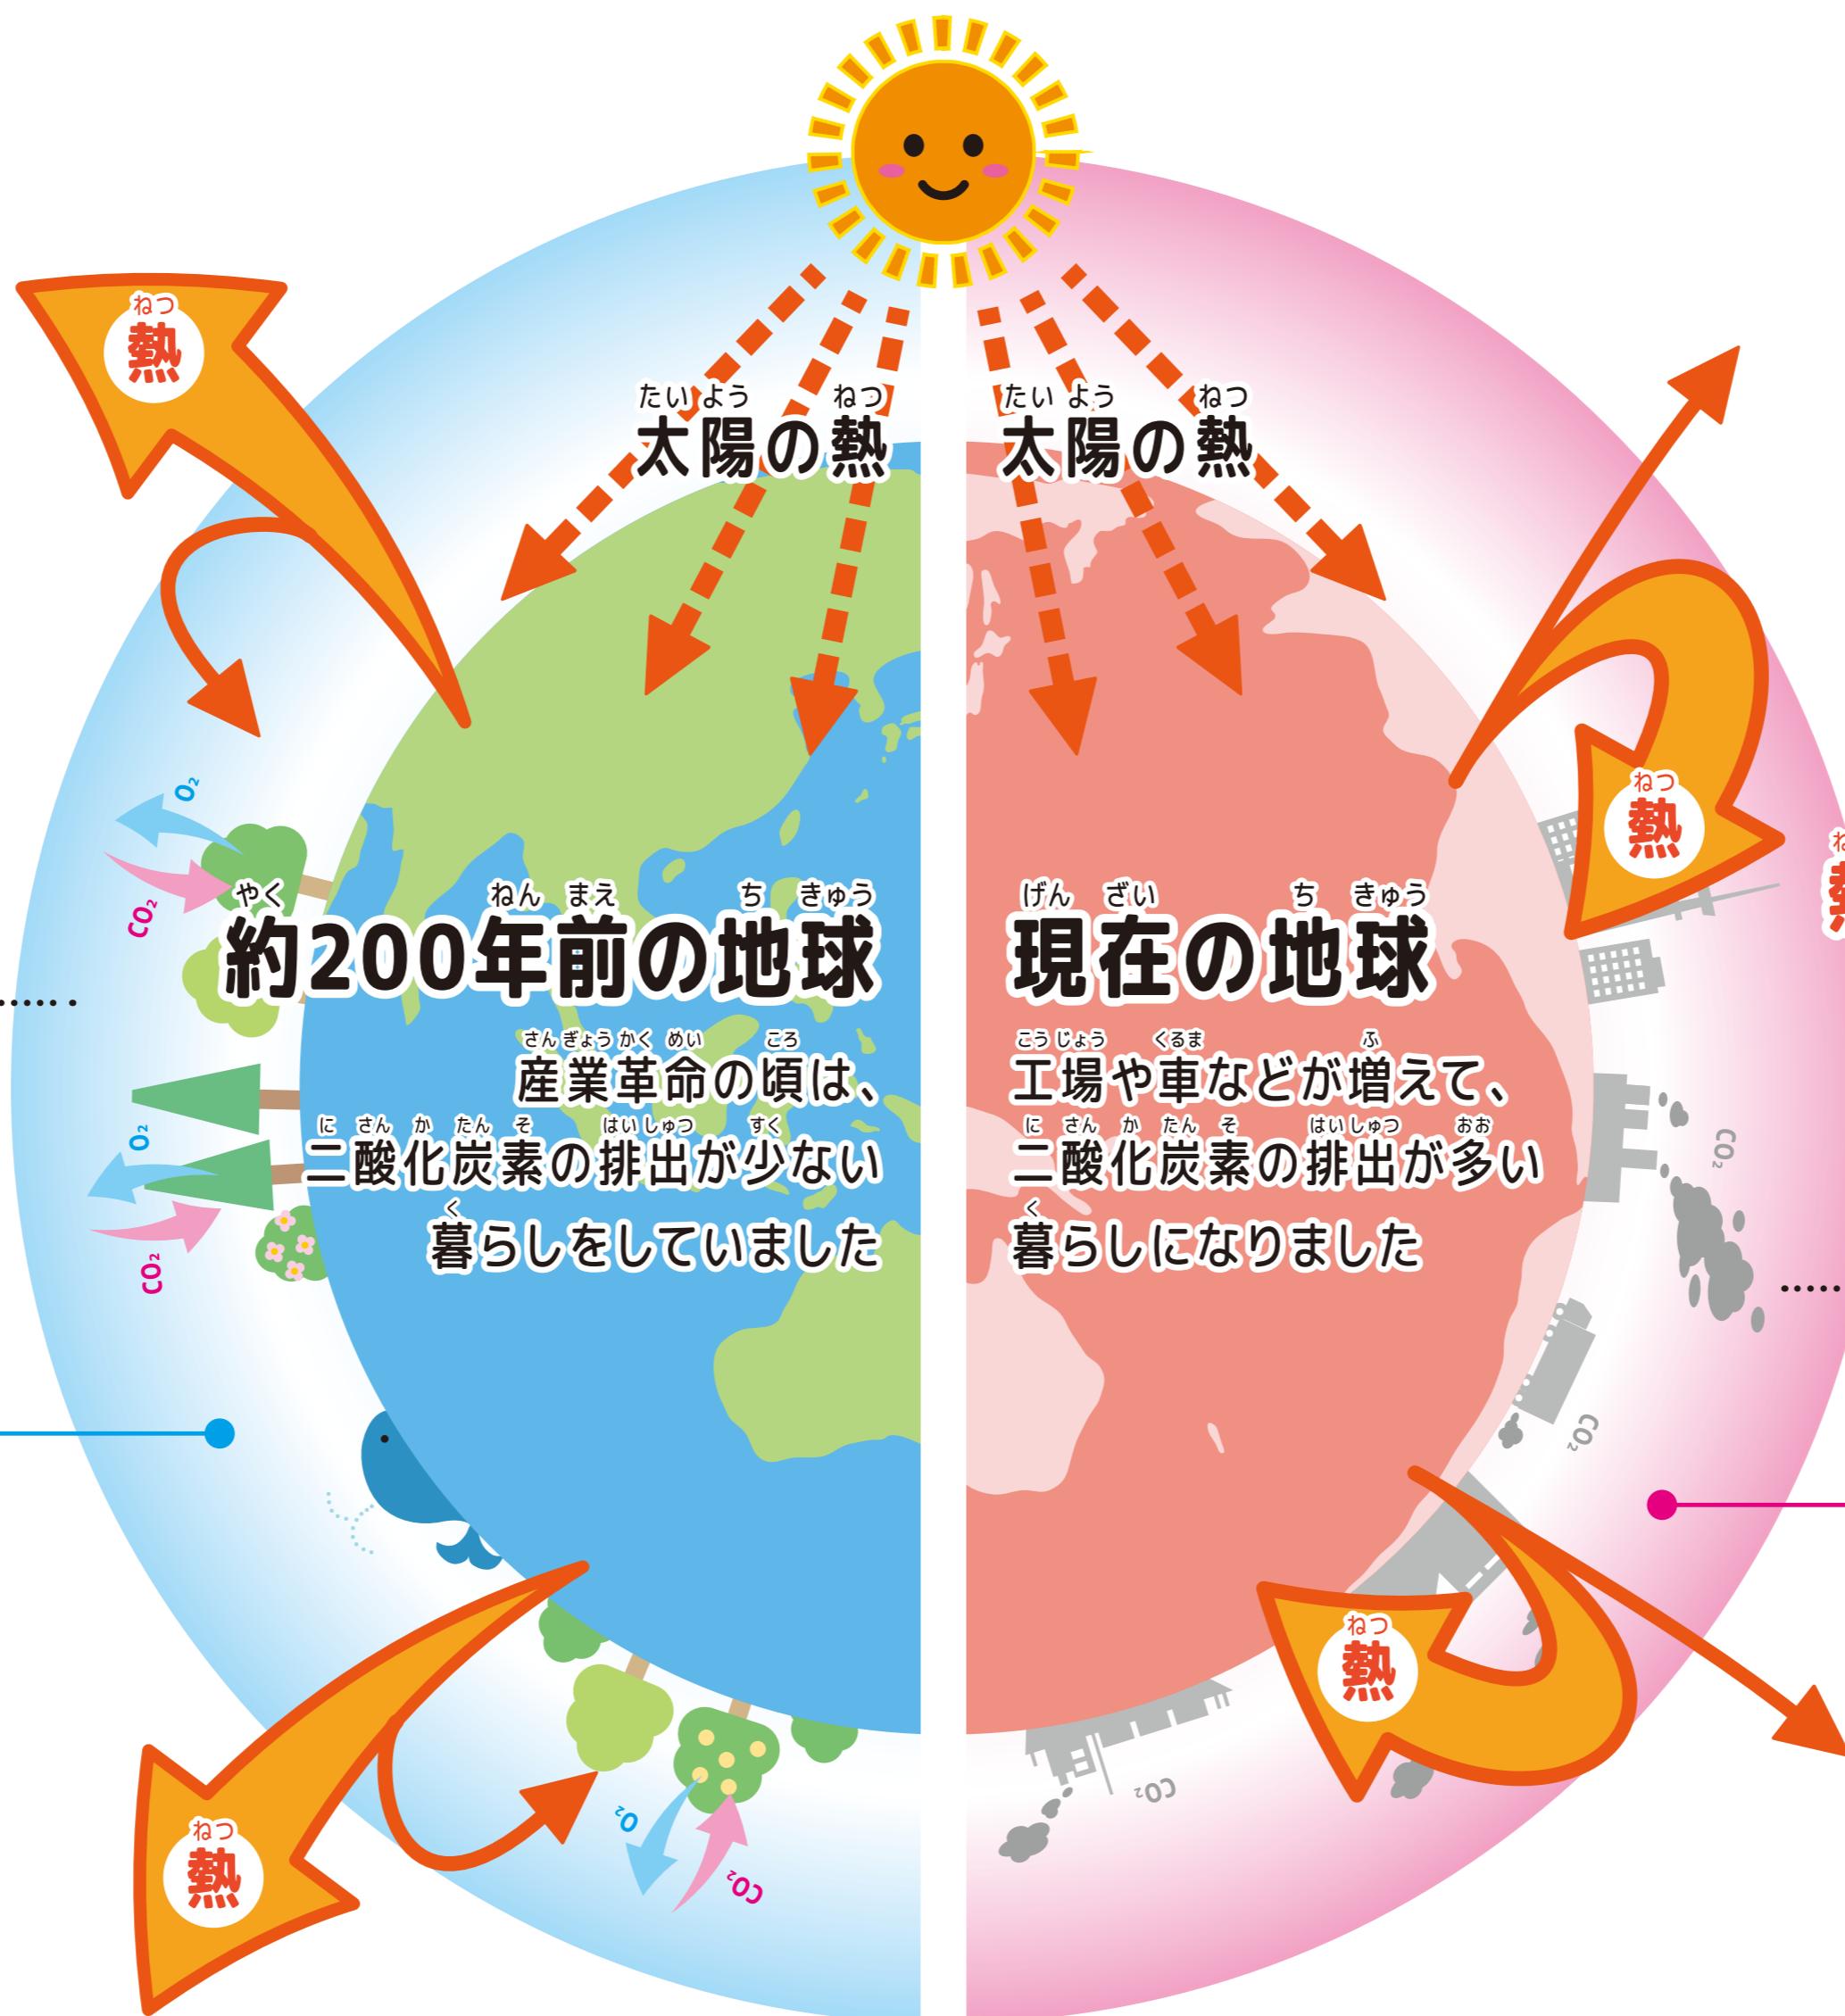 太陽の熱
太陽の熱
熱
熱
熱
熱
O₂
CO₂
O₂
CO₂
O₂
CO₂
約200年前の地球
産業革命の頃は、
二酸化炭素の排出が少ない
暮らしをしていました
現在の地球
工場や車などが増えて、
二酸化炭素の排出が多い
暮らしになりました
CO₂
CO₂
CO₂
たいよう ねつ
たいよう ねつ
ねつ
ねつ
ねつ
ねつ
やく ねん まえ ち きゅう
さんぎょうかくめい ころ
に さん か たん そ はいしゅつ すく
く
げん ざい ち きゅう
こうじょう くるま ふ
に さん か たん そ はいしゅつ おお
く